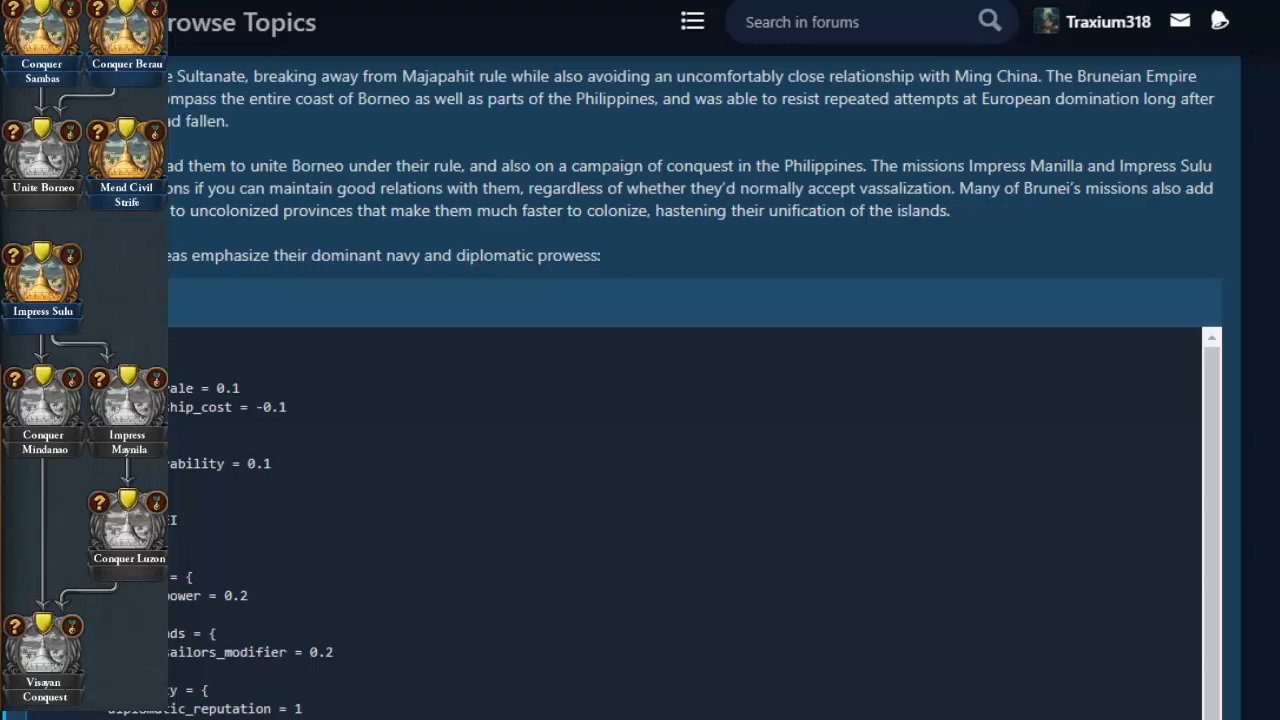 rowse Topics
Search in forums
Traxium318
Conquer
Sambas
Conquer Berau
Unite Borneo
Mend Civil
Strife
Impress Sulu
Conquer
Mindanao
Impress
Maynila
Conquer Luzon
Visayan
Conquest
e Sultanate, breaking away from Majapahit rule while also avoiding an uncomfortably close relationship with Ming China. The Bruneian Empire
mpass the entire coast of Borneo as well as parts of the Philippines, and was able to resist repeated attempts at European domination long after
ad fallen.
ad them to unite Borneo under their rule, and also on a campaign of conquest in the Philippines. The missions Impress Manilla and Impress Sulu
ons if you can maintain good relations with them, regardless of whether they'd normally accept vassalization. Many of Brunei's missions also add
to uncolonized provinces that make them much faster to colonize, hastening their unification of the islands.
eas emphasize their dominant navy and diplomatic prowess:
rale = 0.1
ship_cost = -0.1
rability = 0.1
EI
= {
power = 0.2
nds = {
sailors_modifier = 0.2
cy = {
diplomatic_reputation = 1